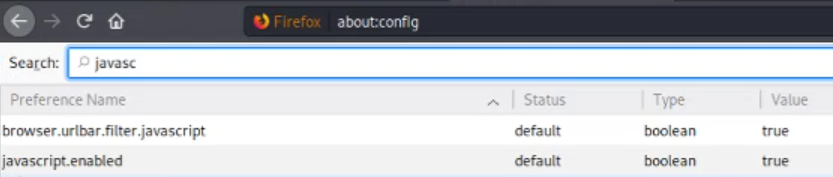 Firefox about:config
Search: javasc
Preference Name Status Type Value
browser.urlbar.filter.javascript default boolean true
javascript.enabled default boolean true